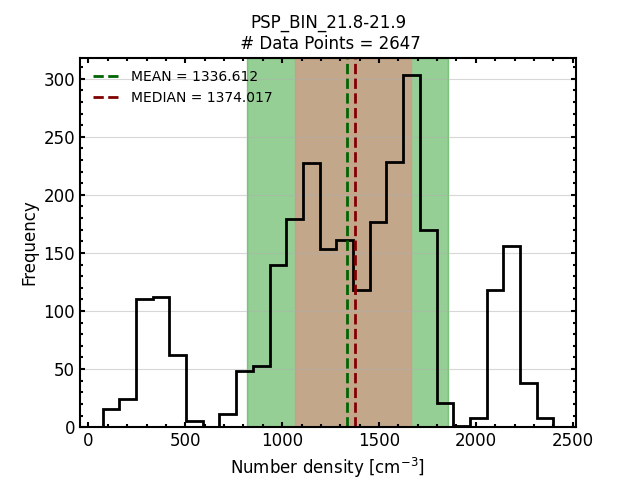 PSP_BIN_21.8-21.9
# Data Points = 2647
MEAN = 1336.612
MEDIAN = 1374.017
Frequency
300
250
200
150
100
50
0
0 500 1000 1500 2000 2500
Number density [cm⁻³]